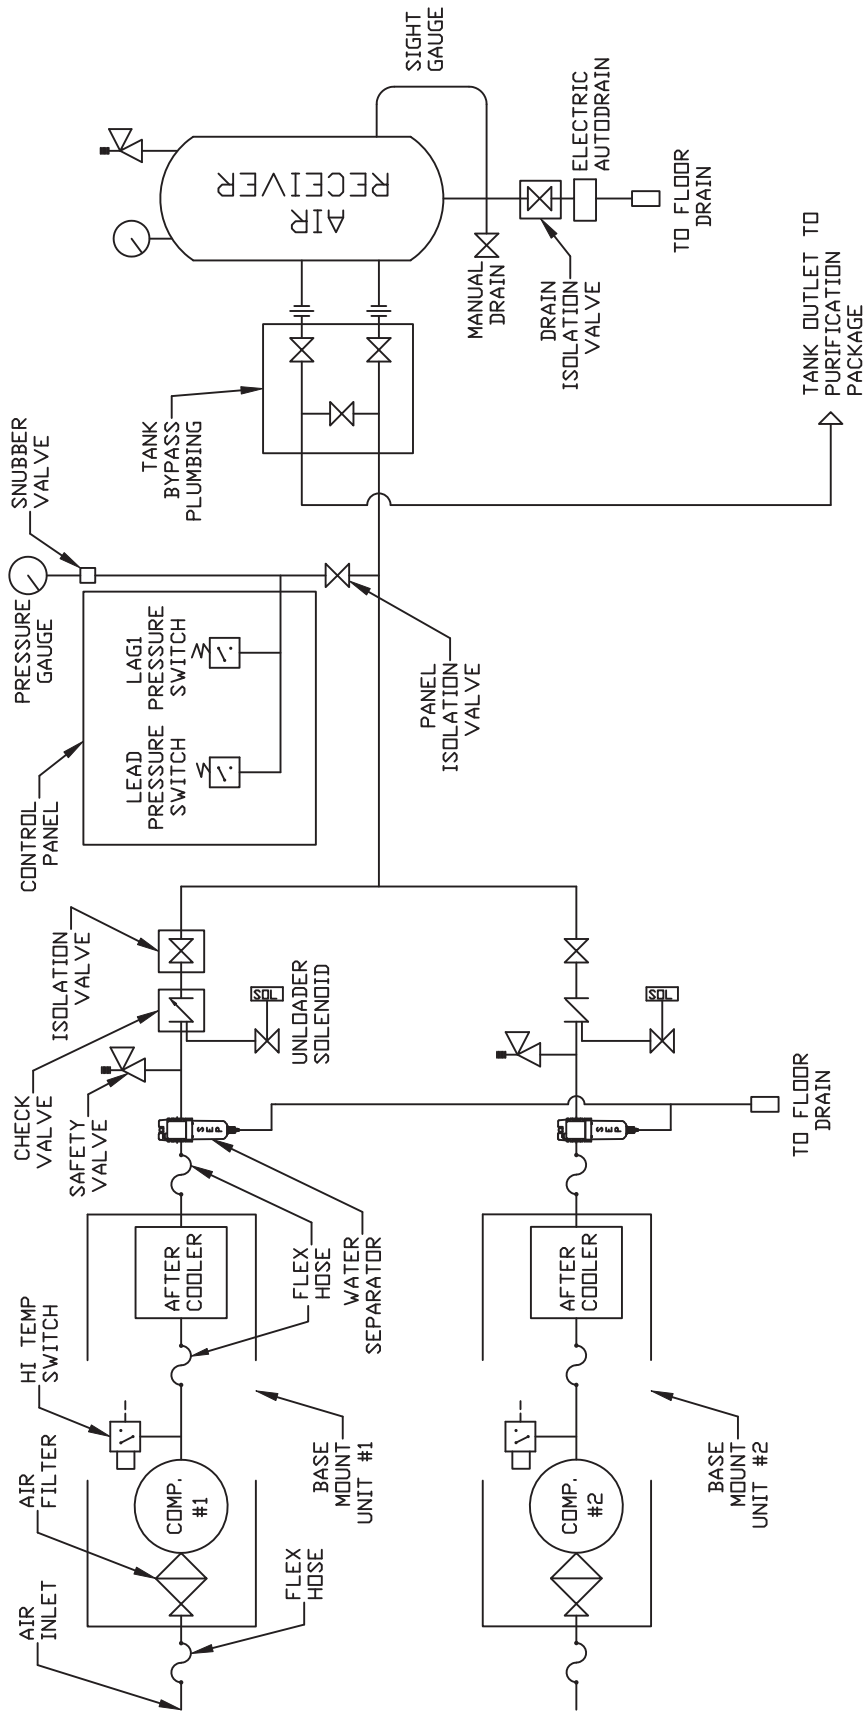 AIR
INLET
AIR
FILTER
HI TEMP
SWITCH
CHECK
VALVE
SAFETY
VALVE
ISOLATION
VALVE
CONTROL
PANEL
PRESSURE
GAUGE
SNUBBER
VALVE
LEAD
PRESSURE
SWITCH
LAG1
PRESSURE
SWITCH
TANK
BYPASS
PLUMBING
AIR
RECEIVER
SIGHT
GAUGE
COMP.
#1
AFTER
COOLER
SEP
SOL
UNLOADER
SOLENOID
FLEX
HOSE
BASE
MOUNT
UNIT #1
FLEX
HOSE
WATER
SEPARATOR
PANEL
ISOLATION
VALVE
MANUAL
DRAIN
DRAIN
ISOLATION
VALVE
ELECTRIC
AUTODRAIN
TO FLOOR
DRAIN
COMP.
#2
AFTER
COOLER
SEP
SOL
BASE
MOUNT
UNIT #2
TO FLOOR
DRAIN
TANK OUTLET TO
PURIFICATION
PACKAGE